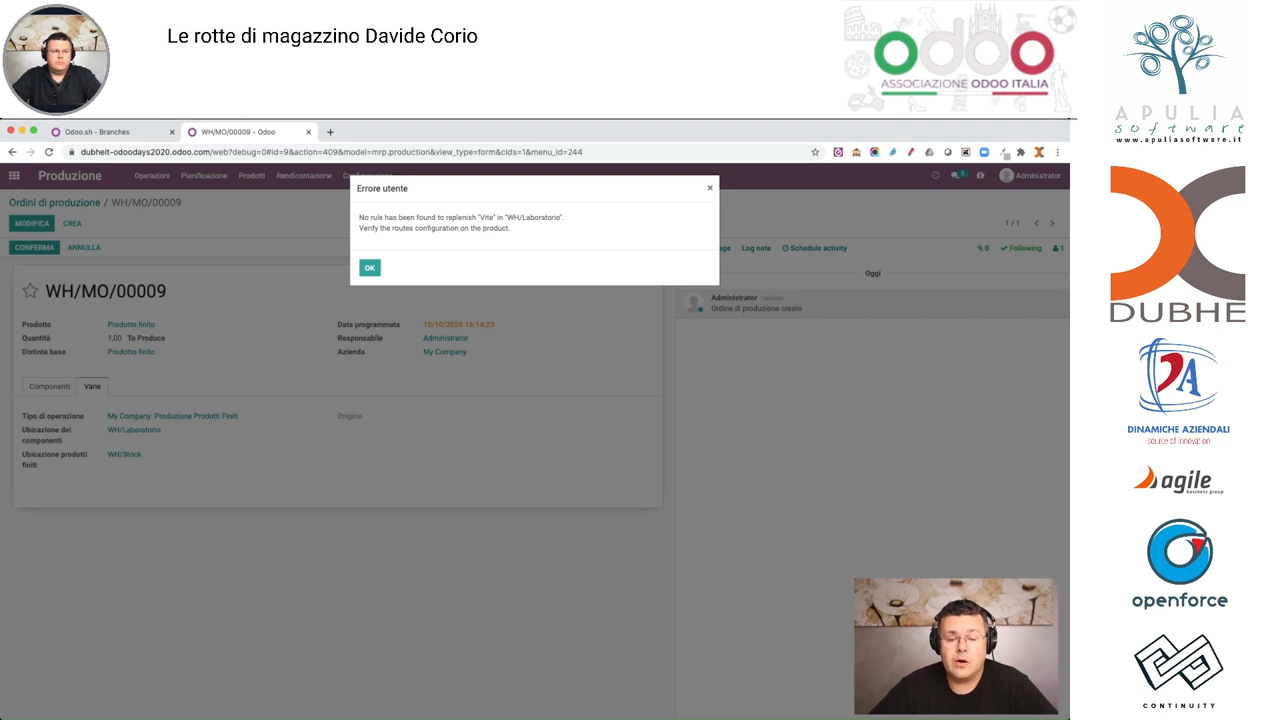 Le rotte di magazzino Davide Corio
odoo
ASSOCIAZIONE ODOO ITALIA
APULIA
software
www.apuliasoftware.it
Odoo.sh - Branches
WH/MO/00009 - Odoo
dubheit-odoodays2020.odoo.com/web?debug=0#id=9&action=409&model=mrp.production&view_type=form&cids=1&menu_id=244
Produzione Operazioni Pianificazione Prodotti Rendicontazione
3 Administrator
Errore utente
No rule has been found to replenish "Vite" in "WH/Laboratorio".
Verify the routes configuration on the product.
OK
Ordini di produzione / WH/MO/00009
MODIFICA CREA
1 / 1
CONFERMA ANNULLA
Log note Schedule activity 0 Following 1
Oggi
WH/MO/00009
Administrator
Ordine di produzione creato
Prodotto Prodotto finito Data programmata 10/10/2020 16:14:23
Quantità 1,00 To Produce Responsabile Administrator
Distinta base Prodotto finito Azienda My Company
Componenti Varie
Tipo di operazione My Company: Produzione Prodotti Finiti Origine
Ubicazione dei componenti WH/Laboratorio
Ubicazione prodotti finiti WH/Stock
DUBHE
DA
DINAMICHE AZIENDALI
source of innovation
agile
business group
openforce
CONTINUITY